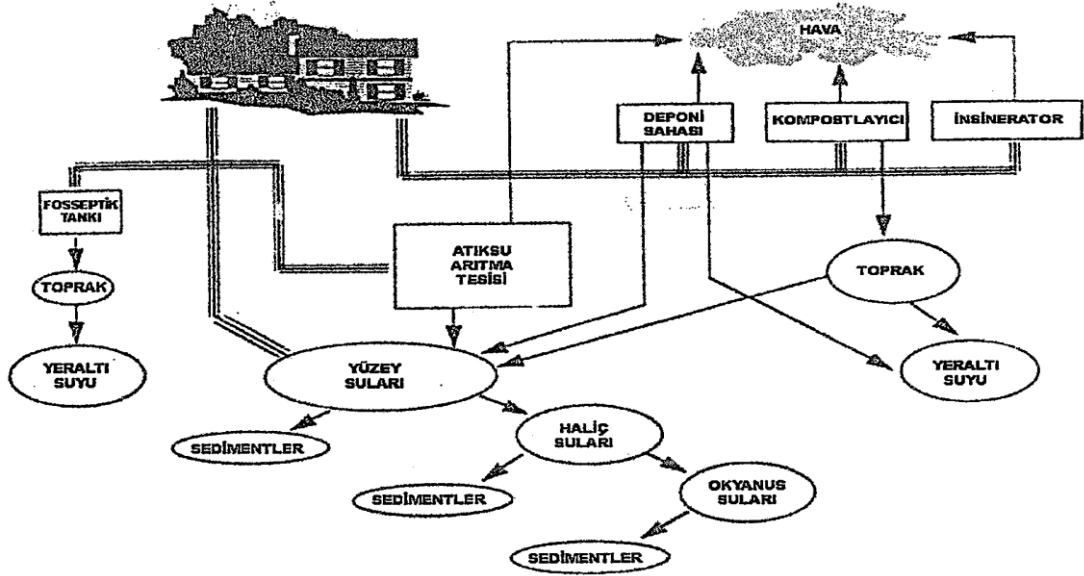 HAVA
DEPONİ
SAHASI
KOMPOSTLAYICI
İNSİNERATOR
FOSSEPTİK
TANKI
ATIKSU
ARITMA
TESİSİ
TOPRAK
TOPRAK
YERALTI
SUYU
YÜZEY
SULARI
YERALTI
SUYU
SEDİMENTLER
HALİÇ
SULARI
SEDİMENTLER
OKYANUS
SULARI
SEDİMENTLER